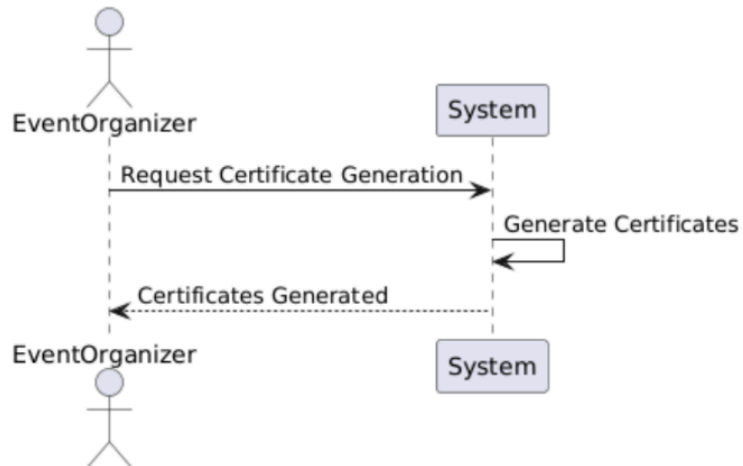 EventOrganizer
System
Request Certificate Generation
Generate Certificates
Certificates Generated
EventOrganizer
System